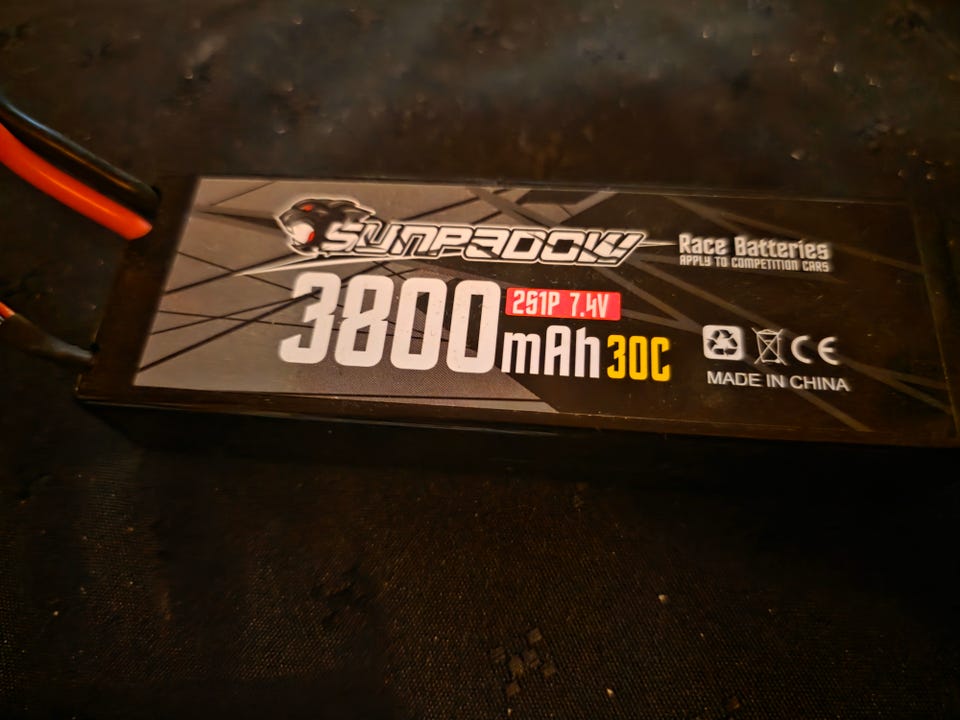 SUNPADOW
Race Batteries
APPLY TO COMPETITION CARS
3800mAh 30C
2S1P 7.4V
CE
MADE IN CHINA